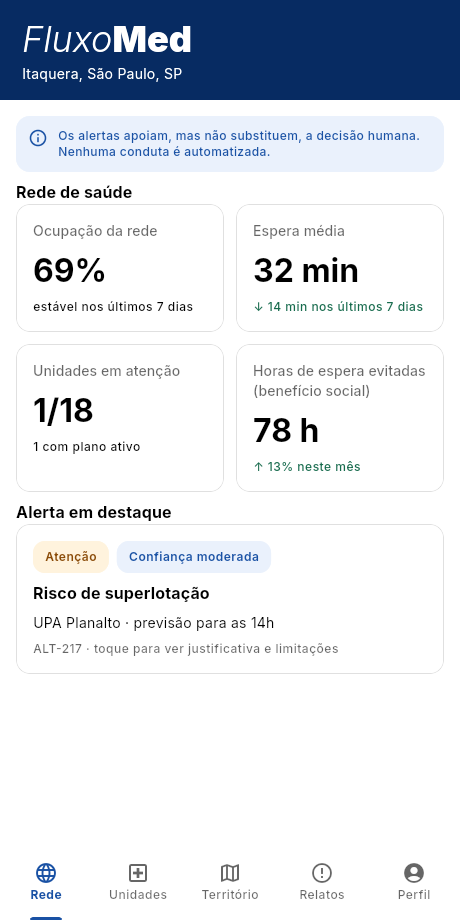 FluxoMed
Itaquera, São Paulo, SP
Os alertas apoiam, mas não substituem, a decisão humana.
Nenhuma conduta é automatizada.
Rede de saúde
Ocupação da rede
69%
estável nos últimos 7 dias
Espera média
32 min
↓ 14 min nos últimos 7 dias
Unidades em atenção
1/18
1 com plano ativo
Horas de espera evitadas
(benefício social)
78 h
↑ 13% neste mês
Alerta em destaque
Atenção
Confiança moderada
Risco de superlotação
UPA Planalto · previsão para as 14h
ALT-217 · toque para ver justificativa e limitações
Rede
Unidades
Território
Relatos
Perfil